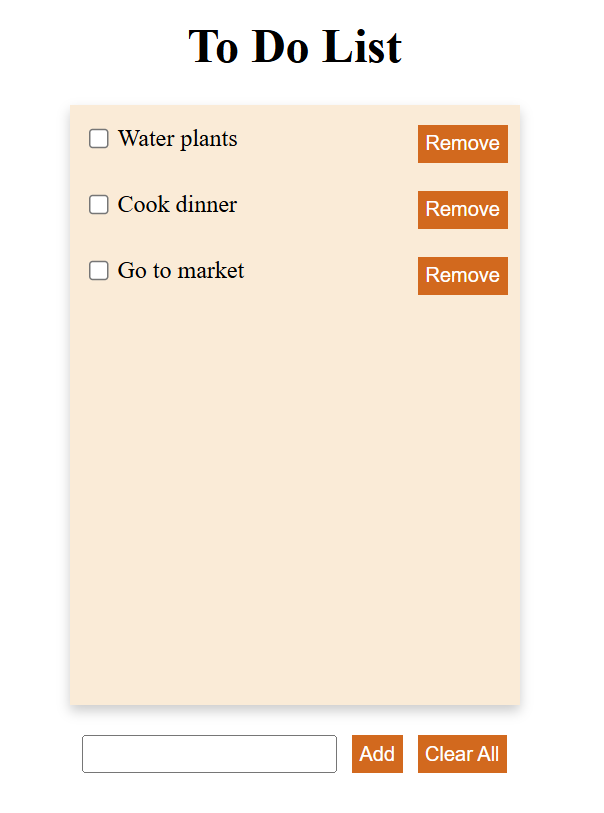 To Do List
Water plants Remove
Cook dinner Remove
Go to market Remove
Add Clear All